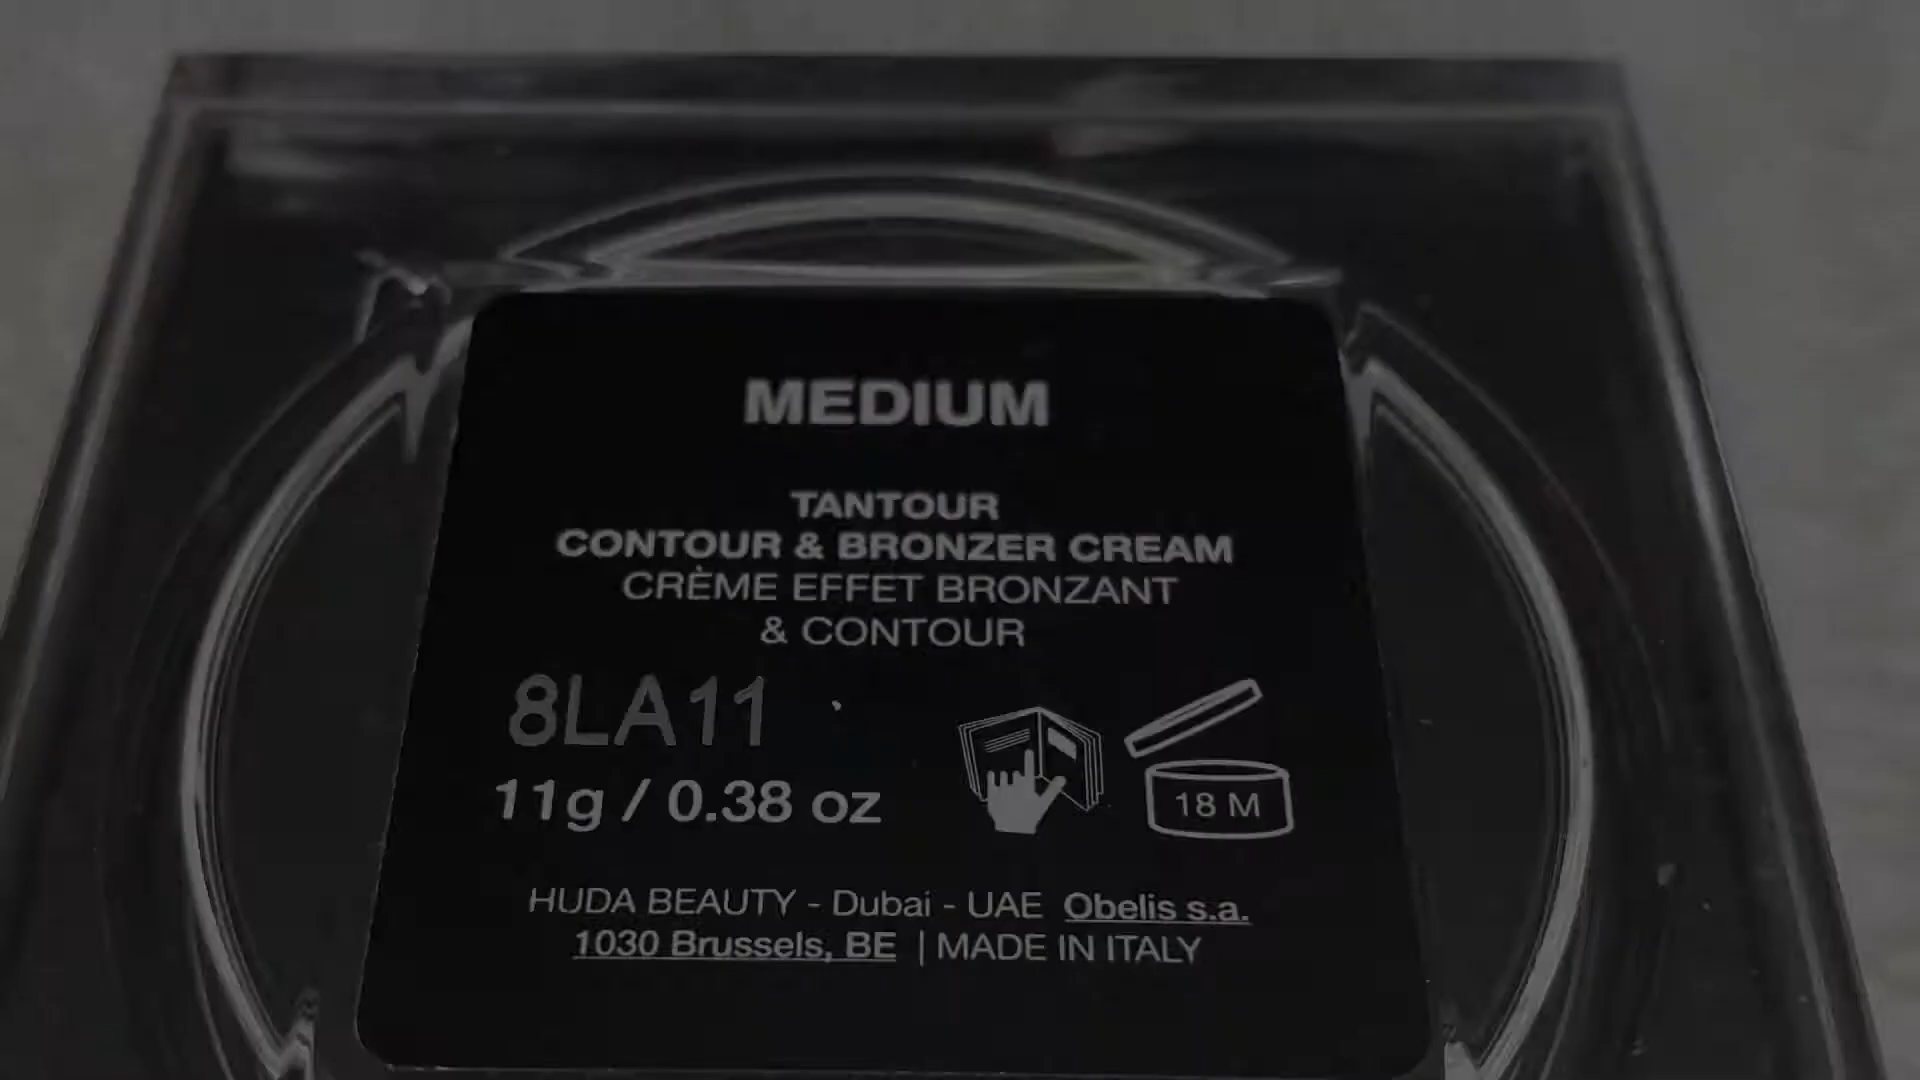 MEDIUM
TANTOUR
CONTOUR & BRONZER CREAM
CRÈME EFFET BRONZANT
& CONTOUR
8LA11
11g / 0.38 oz
18 M
HUDA BEAUTY - Dubai - UAE Obelis s.a.
1030 Brussels, BE | MADE IN ITALY